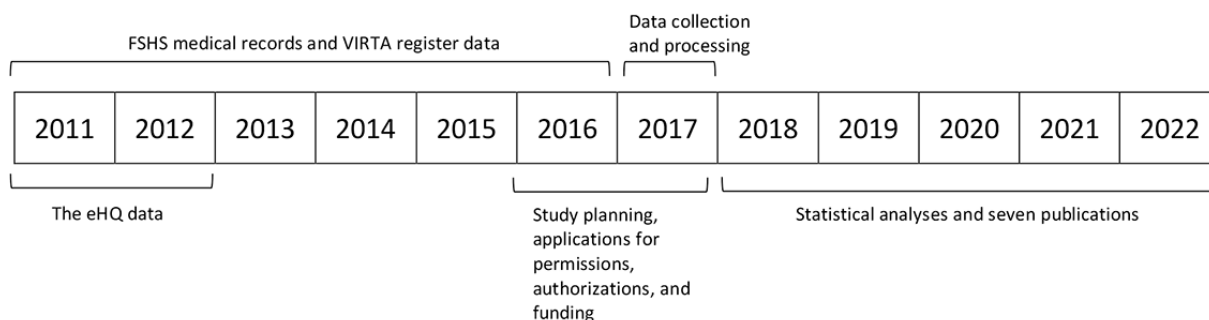 FSHS medical records and VIRTA register data
Data collection
and processing
2011 2012 2013 2014 2015 2016 2017 2018 2019 2020 2021 2022
The eHQ data
Study planning,
applications for
permissions,
authorizations, and
funding
Statistical analyses and seven publications